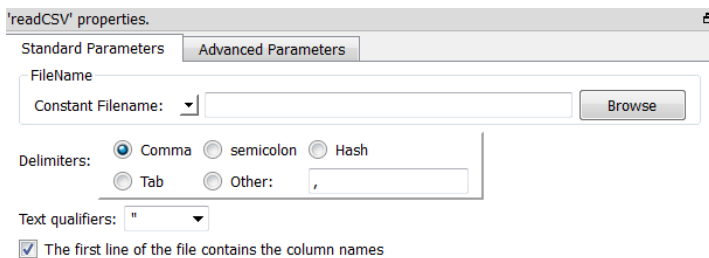 'readCSV' properties.
Standard Parameters Advanced Parameters
FileName
Constant Filename: Browse
Delimiters: Comma semicolon Hash
Tab Other: ,
Text qualifiers: "
The first line of the file contains the column names